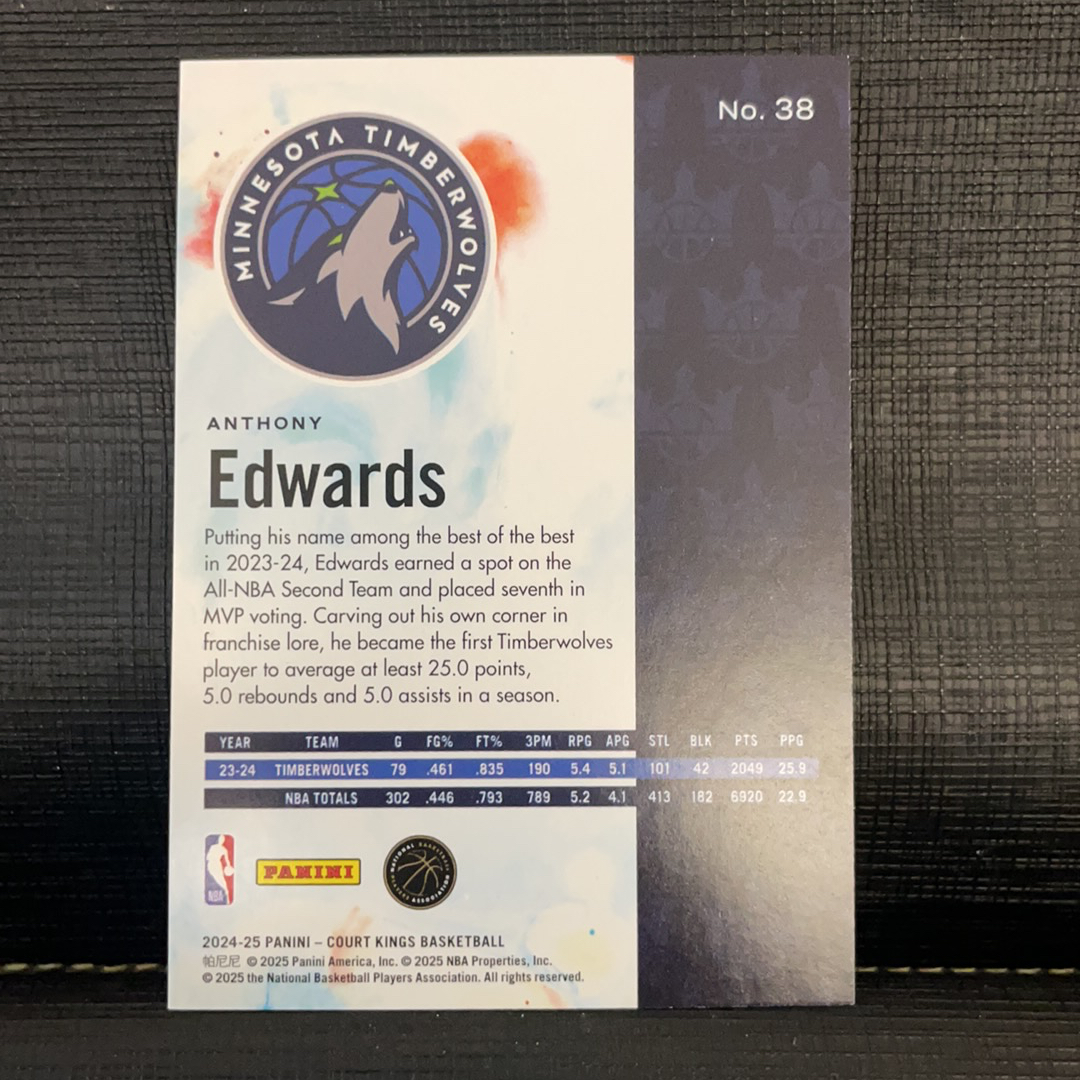 No. 38
MINNESOTA TIMBERWOLVES
ANTHONY
Edwards
Putting his name among the best of the best
in 2023-24, Edwards earned a spot on the
All-NBA Second Team and placed seventh in
MVP voting. Carving out his own corner in
franchise lore, he became the first Timberwolves
player to average at least 25.0 points,
5.0 rebounds and 5.0 assists in a season.
YEAR TEAM G FG% FT% 3PM RPG APG STL BLK PTS PPG
23-24 TIMBERWOLVES 79 .461 .835 190 5.4 5.1 101 42 2049 25.9
NBA TOTALS 302 .446 .793 789 5.2 4.1 413 182 6920 22.9
NBA
PANINI
NATIONAL BASKETBALL PLAYERS ASSOCIATION
2024-25 PANINI – COURT KINGS BASKETBALL
帕尼尼 © 2025 Panini America, Inc. © 2025 NBA Properties, Inc.
© 2025 the National Basketball Players Association. All rights reserved.